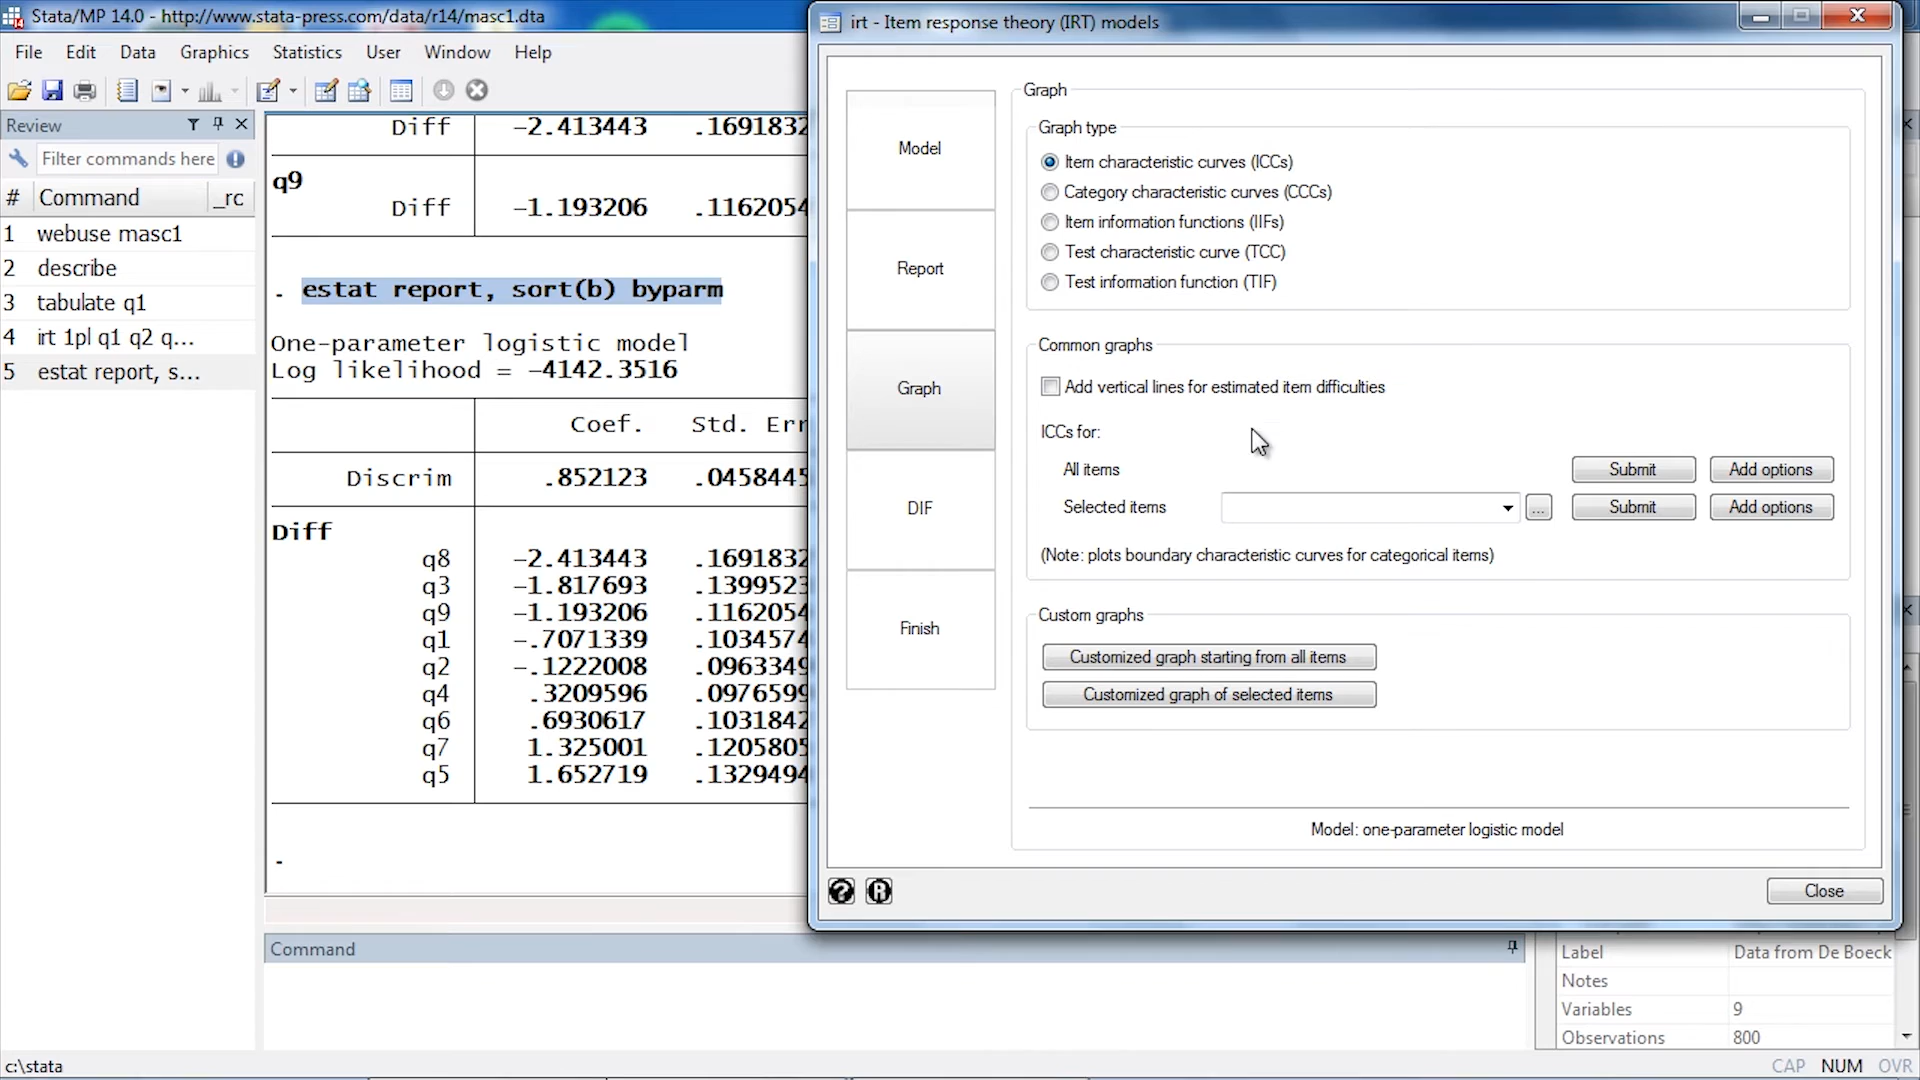 Stata/MP 14.0 - http://www.stata-press.com/data/r14/masc1.dta
File Edit Data Graphics Statistics User Window Help
Review
Filter commands here
# Command _rc
1 webuse masc1
2 describe
3 tabulate q1
4 irt 1pl q1 q2 q...
5 estat report, s...
Diff -2.413443 .1691832
q9
Diff -1.193206 .1162054
. estat report, sort(b) byparm
One-parameter logistic model
Log likelihood = -4142.3516
Coef. Std. Err
Discrim .852123 .0458445
Diff
q8 -2.413443 .1691832
q3 -1.817693 .1399523
q9 -1.193206 .1162054
q1 -.7071339 .1034574
q2 -.1222008 .0963349
q4 .3209596 .0976599
q6 .6930617 .1031842
q7 1.325001 .1205805
q5 1.652719 .1329494
.
Command
irt - Item response theory (IRT) models
Model
Report
Graph
DIF
Finish
Graph
Graph type
Item characteristic curves (ICCs)
Category characteristic curves (CCCs)
Item information functions (IIFs)
Test characteristic curve (TCC)
Test information function (TIF)
Common graphs
Add vertical lines for estimated item difficulties
ICCs for:
All items Submit Add options
Selected items ... Submit Add options
(Note: plots boundary characteristic curves for categorical items)
Custom graphs
Customized graph starting from all items
Customized graph of selected items
Model: one-parameter logistic model
? R Close
Label Data from De Boeck
Notes
Variables 9
Observations 800
c:\stata CAP NUM OVR